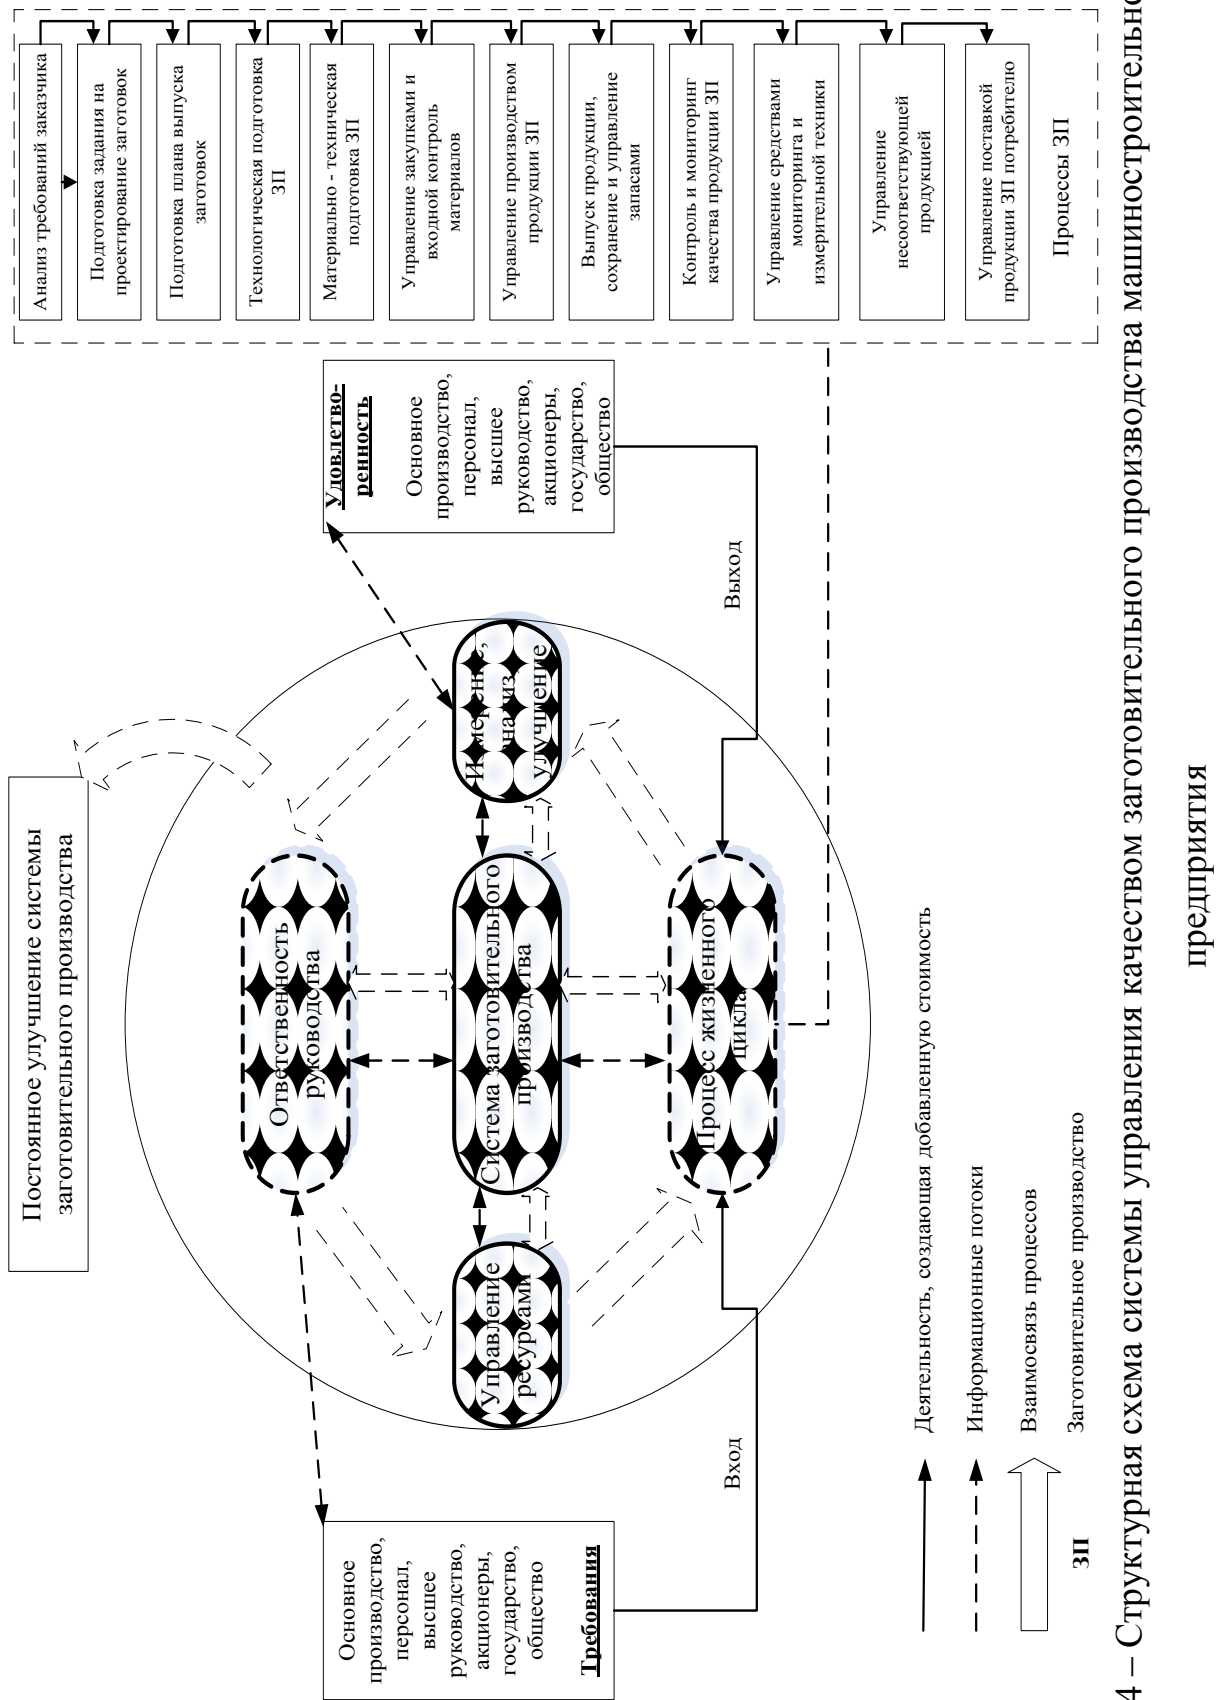 Постоянное улучшение системы
заготовительного производства
Основное
производство,
персонал,
высшее
руководство,
акционеры,
государство,
общество
Требования
Вход
Ответственность
руководства
Управление
ресурсами
Система заготовительного
производства
Измерение,
анализ,
улучшение
Процесс жизненного
цикла
Удовлетво-
ренность
Основное
производство,
персонал,
высшее
руководство,
акционеры,
государство,
общество
Выход
Анализ требований заказчика
Подготовка задания на
проектирование заготовок
Подготовка плана выпуска
заготовок
Технологическая подготовка
ЗП
Материально - техническая
подготовка ЗП
Управление закупками и
входной контроль
материалов
Управление производством
продукции ЗП
Выпуск продукции,
сохранение и управление
запасами
Контроль и мониторинг
качества продукции ЗП
Управление средствами
мониторинга и
измерительной техники
Управление
несоответствующей
продукцией
Управление поставкой
продукции ЗП потребителю
Процессы ЗП
Деятельность, создающая добавленную стоимость
Информационные потоки
Взаимосвязь процессов
ЗП Заготовительное производство
4 – Структурная схема системы управления качеством заготовительного производства машиностроительно
предприятия